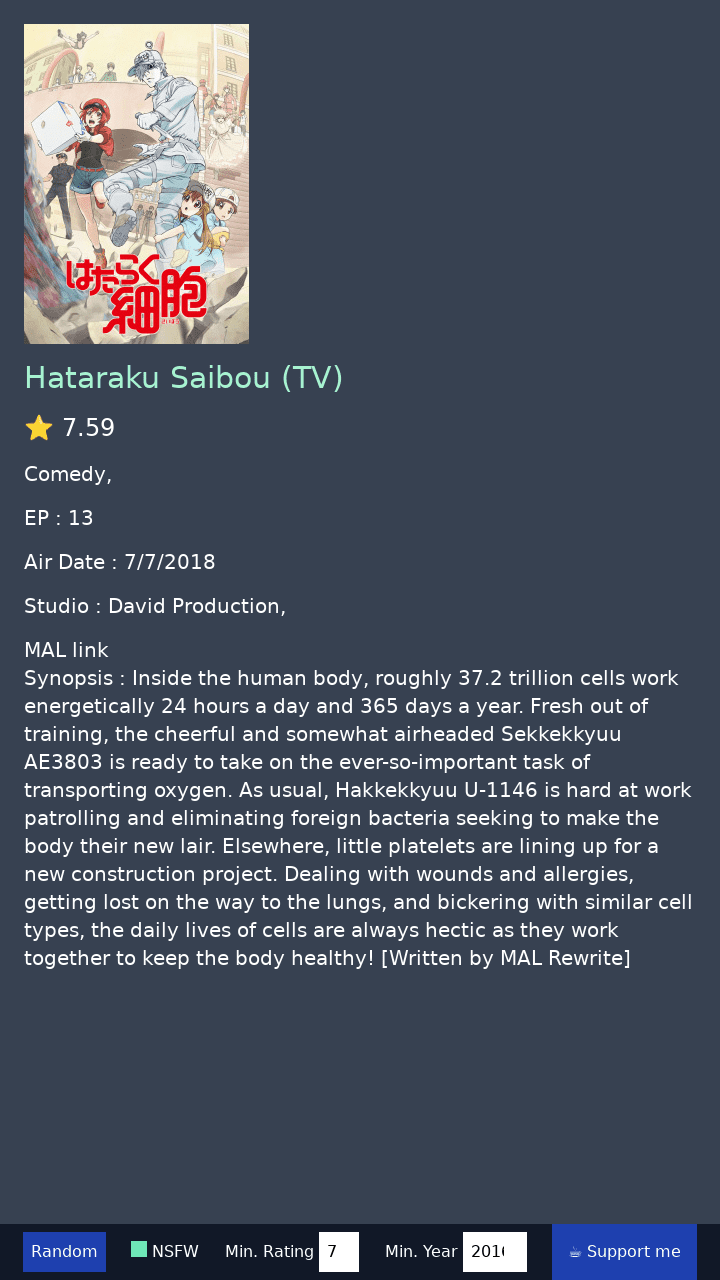 はたらく
細胞
Hataraku Saibou (TV)
⭐ 7.59
Comedy,
EP : 13
Air Date : 7/7/2018
Studio : David Production,
MAL link
Synopsis : Inside the human body, roughly 37.2 trillion cells work
energetically 24 hours a day and 365 days a year. Fresh out of
training, the cheerful and somewhat airheaded Sekkekkyuu
AE3803 is ready to take on the ever-so-important task of
transporting oxygen. As usual, Hakkekkyuu U-1146 is hard at work
patrolling and eliminating foreign bacteria seeking to make the
body their new lair. Elsewhere, little platelets are lining up for a
new construction project. Dealing with wounds and allergies,
getting lost on the way to the lungs, and bickering with similar cell
types, the daily lives of cells are always hectic as they work
together to keep the body healthy! [Written by MAL Rewrite]
Random NSFW Min. Rating 7 Min. Year ☕ Support me